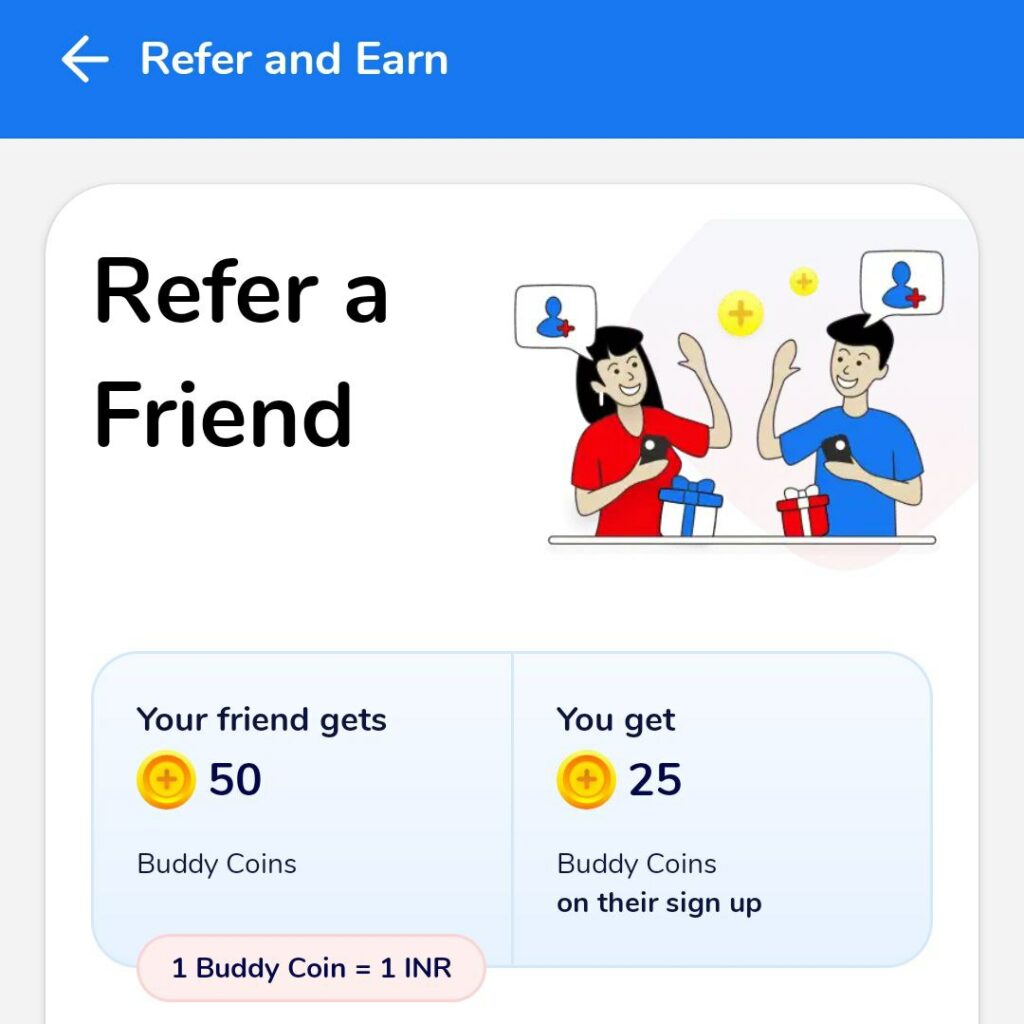 Refer and Earn
Refer a
Friend
Your friend gets
50
Buddy Coins
You get
25
Buddy Coins
on their sign up
1 Buddy Coin = 1 INR